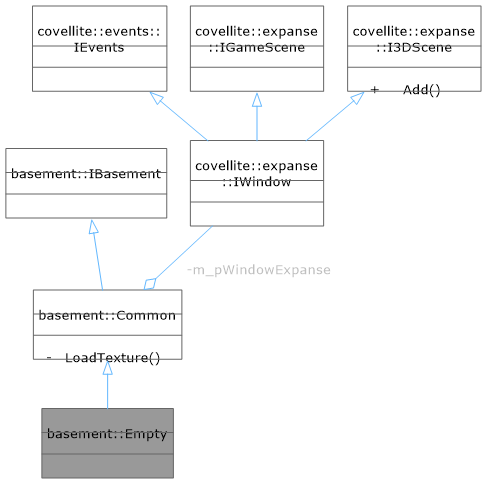 covellite::events::
IEvents
covellite::expanse
::IGameScene
covellite::expanse
::I3DScene
+ Add()
basement::IBasement
covellite::expanse
::IWindow
-m_pWindowExpanse
basement::Common
- LoadTexture()
basement::Empty